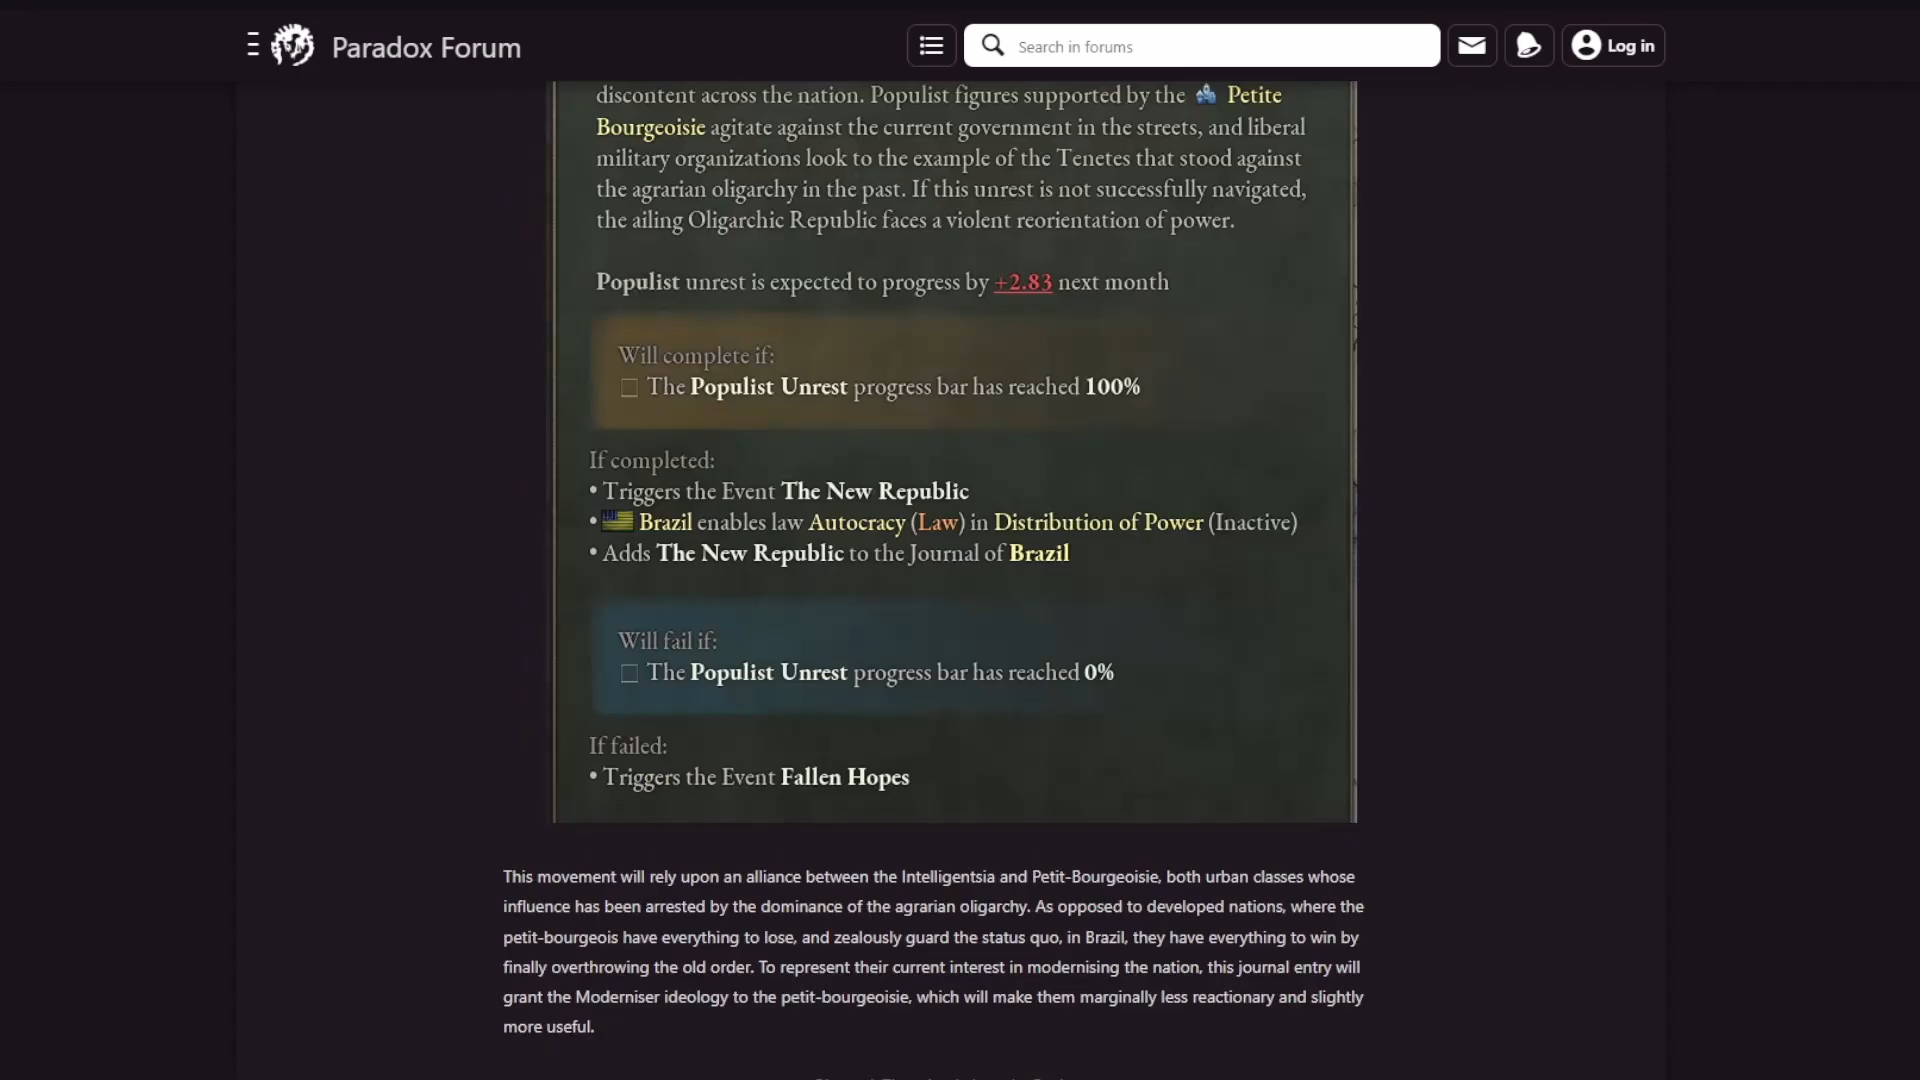 Paradox Forum
Search in forums
Log in
discontent across the nation. Populist figures supported by the Petite
Bourgeoisie agitate against the current government in the streets, and liberal
military organizations look to the example of the Tenetes that stood against
the agrarian oligarchy in the past. If this unrest is not successfully navigated,
the ailing Oligarchic Republic faces a violent reorientation of power.
Populist unrest is expected to progress by +2.83 next month
Will complete if:
The Populist Unrest progress bar has reached 100%
If completed:
• Triggers the Event The New Republic
• Brazil enables law Autocracy (Law) in Distribution of Power (Inactive)
• Adds The New Republic to the Journal of Brazil
Will fail if:
The Populist Unrest progress bar has reached 0%
If failed:
• Triggers the Event Fallen Hopes
This movement will rely upon an alliance between the Intelligentsia and Petit-Bourgeoisie, both urban classes whose
influence has been arrested by the dominance of the agrarian oligarchy. As opposed to developed nations, where the
petit-bourgeois have everything to lose, and zealously guard the status quo, in Brazil, they have everything to win by
finally overthrowing the old order. To represent their current interest in modernising the nation, this journal entry will
grant the Moderniser ideology to the petit-bourgeoisie, which will make them marginally less reactionary and slightly
more useful.